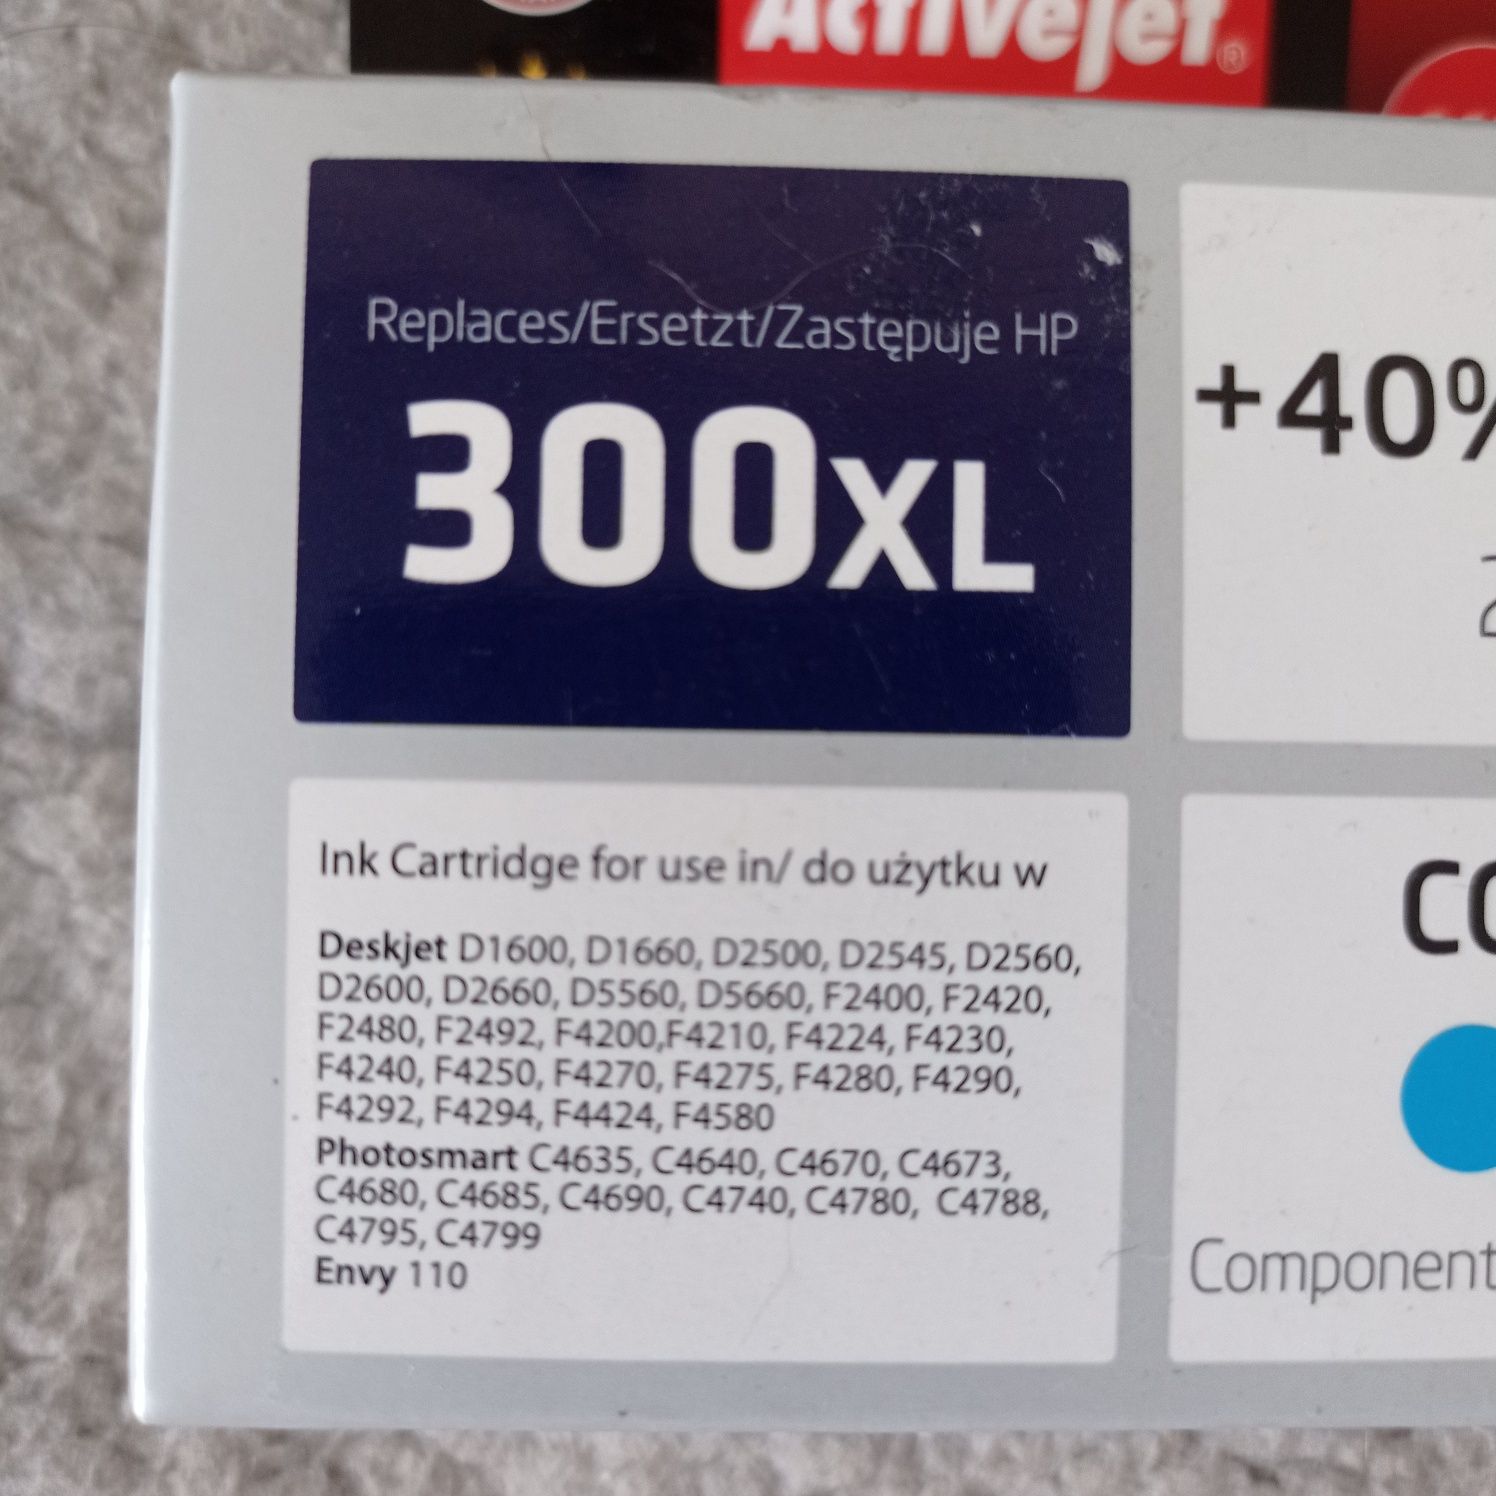 Activejet®
Replaces/Ersetzt/Zastępuje HP
300XL
+40%
Ink Cartridge for use in/ do użytku w
Deskjet D1600, D1660, D2500, D2545, D2560,
D2600, D2660, D5560, D5660, F2400, F2420,
F2480, F2492, F4200,F4210, F4224, F4230,
F4240, F4250, F4270, F4275, F4280, F4290,
F4292, F4294, F4424, F4580
Photosmart C4635, C4640, C4670, C4673,
C4680, C4685, C4690, C4740, C4780, C4788,
C4795, C4799
Envy 110
Component